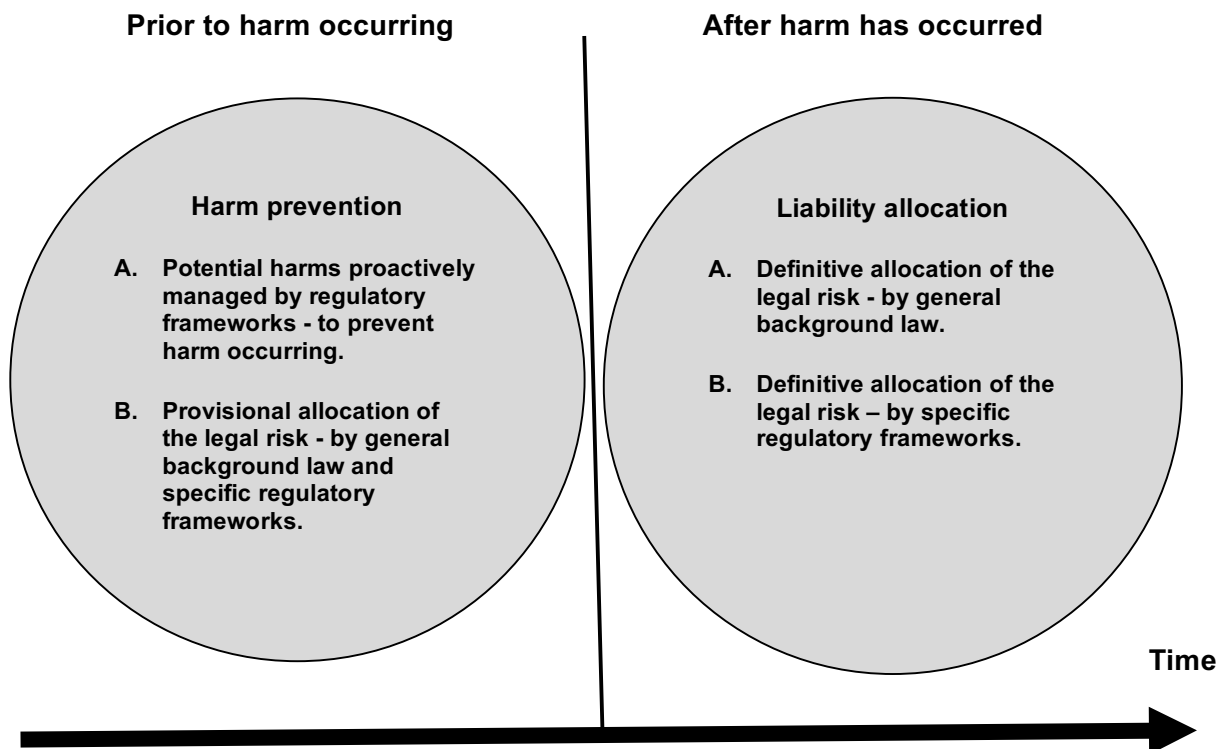 Prior to harm occurring
After harm has occurred
Harm prevention
A. Potential harms proactively
managed by regulatory
frameworks - to prevent
harm occurring.
B. Provisional allocation of
the legal risk - by general
background law and
specific regulatory
frameworks.
Liability allocation
A. Definitive allocation of the
legal risk - by general
background law.
B. Definitive allocation of the
legal risk – by specific
regulatory frameworks.
Time